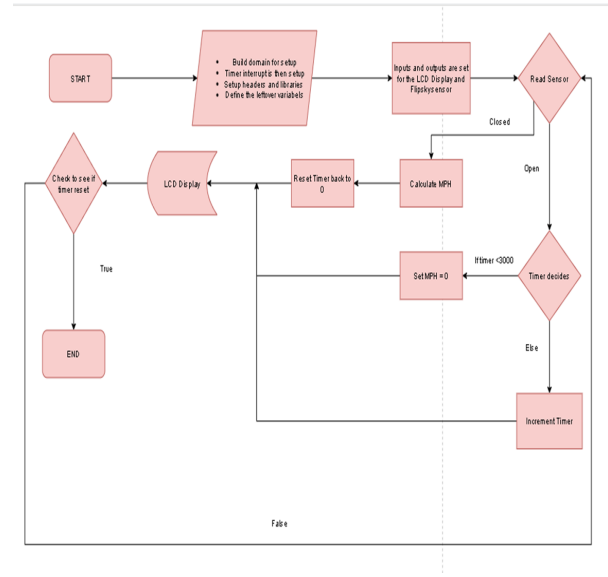 START
Build domain for setup
Timer interrupt is then setup
Setup headers and libraries
Define the leftover variables
Inputs and outputs are set
for the LCD Display and
Flipsky sensor
Read Sensor
Closed
Open
Check to see if
timer reset
LCD Display
Reset Timer back to
0
Calculate MPH
True
Set MPH = 0
If timer <3000
Timer decides
END
Else
Increment Timer
False